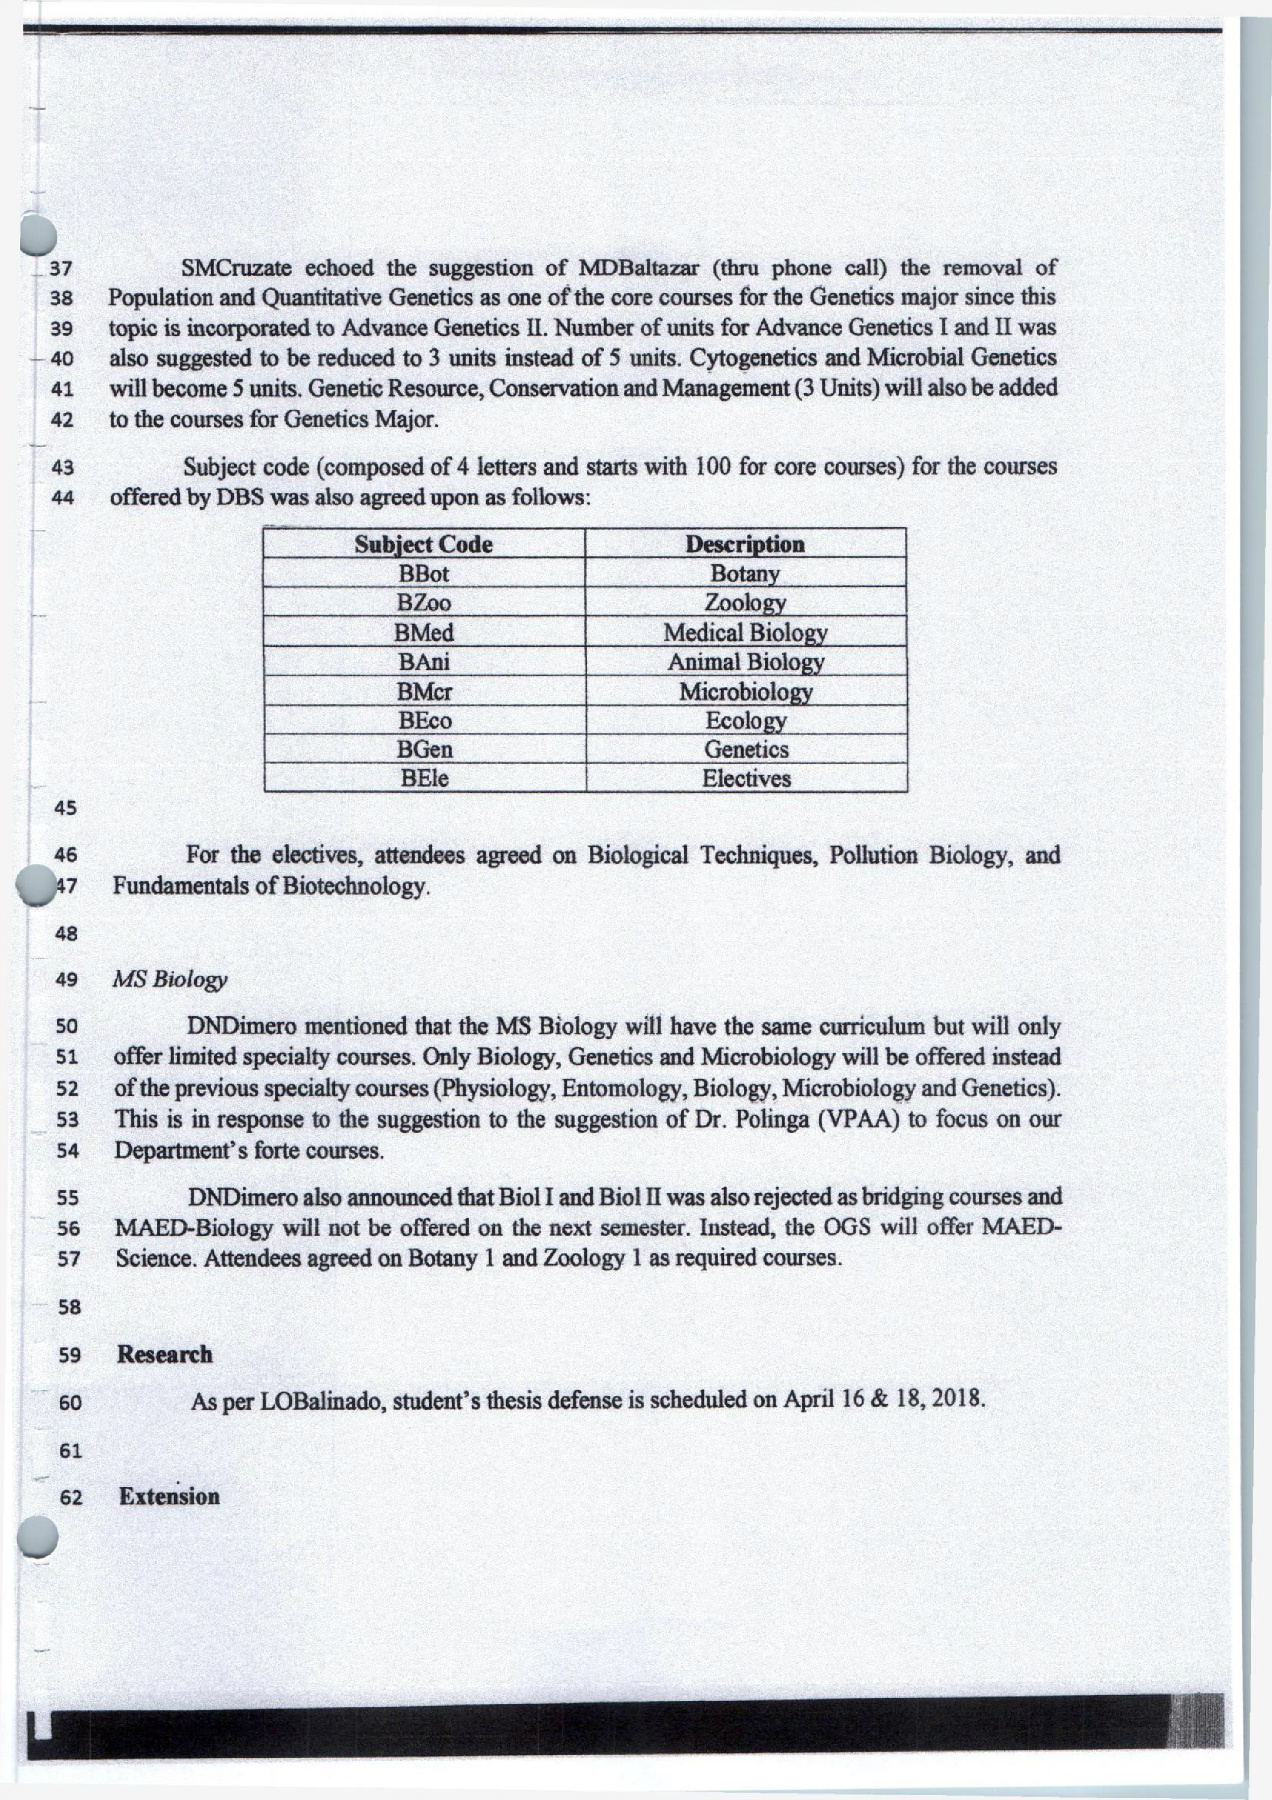 37 SMCruzate echoed the suggestion of MDBaltazar (thru phone call) the removal of
38 Population and Quantitative Genetics as one of the core courses for the Genetics major since this
39 topic is incorporated to Advance Genetics II. Number of units for Advance Genetics I and II was
40 also suggested to be reduced to 3 units instead of 5 units. Cytogenetics and Microbial Genetics
41 will become 5 units. Genetic Resource, Conservation and Management (3 Units) will also be added
42 to the courses for Genetics Major.
43 Subject code (composed of 4 letters and starts with 100 for core courses) for the courses
44 offered by DBS was also agreed upon as follows:
Subject Code Description
BBot Botany
BZoo Zoology
BMed Medical Biology
BAni Animal Biology
BMcr Microbiology
BEco Ecology
BGen Genetics
BEle Electives
45
46 For the electives, attendees agreed on Biological Techniques, Pollution Biology, and
47 Fundamentals of Biotechnology.
48
49 MS Biology
50 DNDimero mentioned that the MS Biology will have the same curriculum but will only
51 offer limited specialty courses. Only Biology, Genetics and Microbiology will be offered instead
52 of the previous specialty courses (Physiology, Entomology, Biology, Microbiology and Genetics).
53 This is in response to the suggestion to the suggestion of Dr. Polinga (VPAA) to focus on our
54 Department's forte courses.
55 DNDimero also announced that Biol I and Biol II was also rejected as bridging courses and
56 MAED-Biology will not be offered on the next semester. Instead, the OGS will offer MAED-
57 Science. Attendees agreed on Botany 1 and Zoology 1 as required courses.
58
59 Research
60 As per LOBalinado, student's thesis defense is scheduled on April 16 & 18, 2018.
61
62 Extension